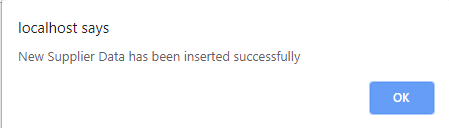 localhost says
New Supplier Data has been inserted successfully
OK